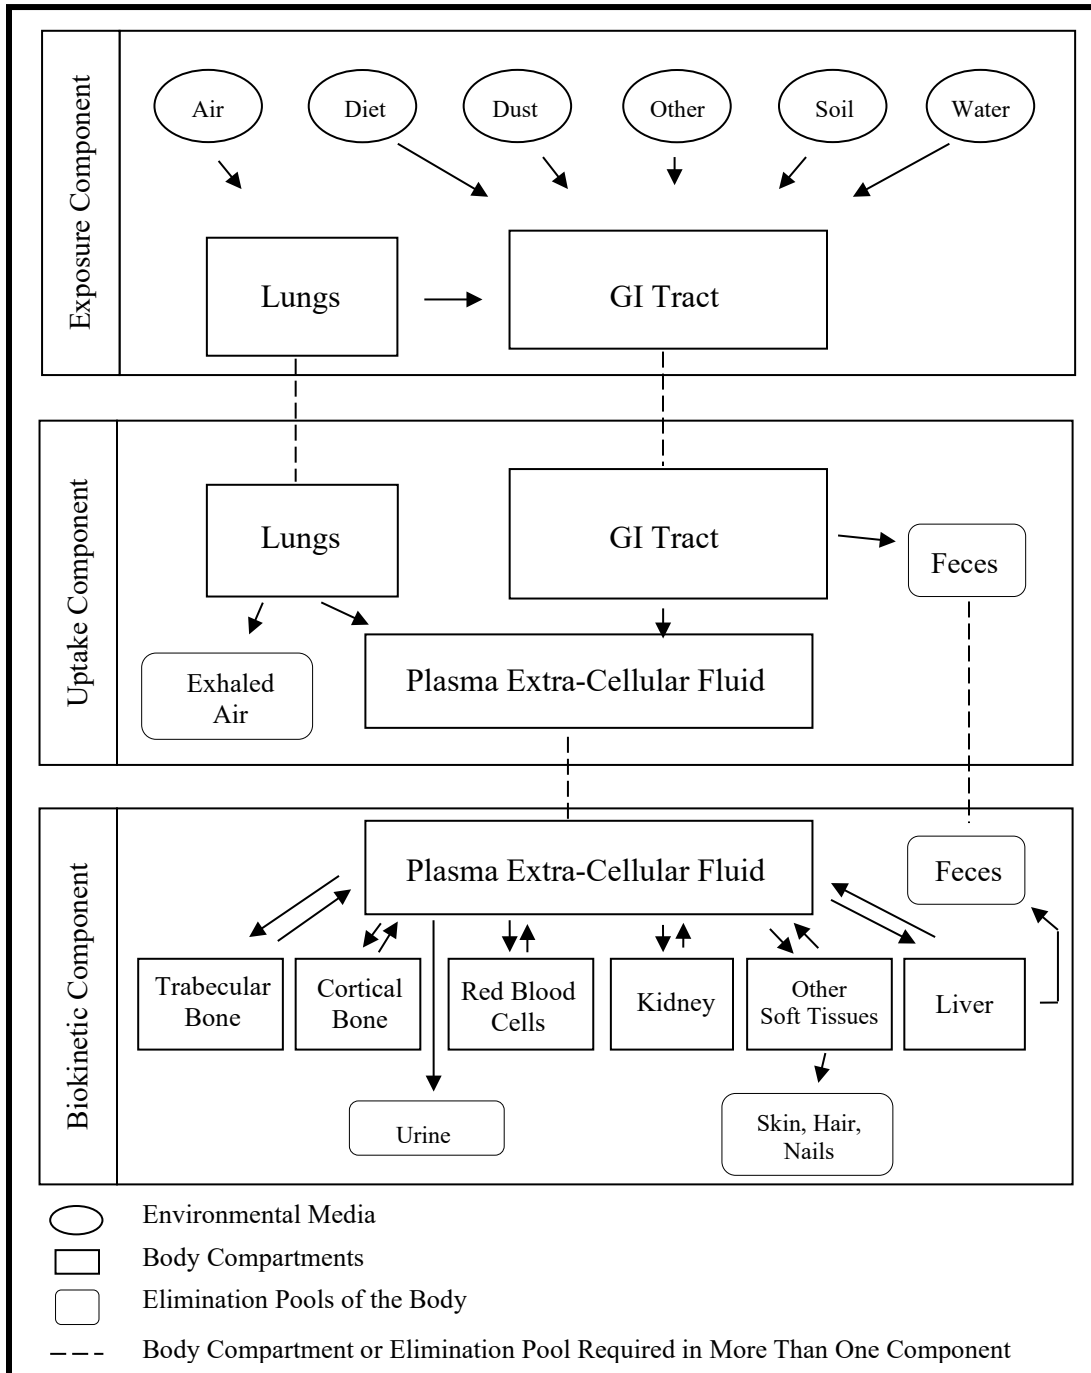 Exposure Component
Air
Diet
Dust
Other
Soil
Water
Lungs
GI Tract
Uptake Component
Lungs
GI Tract
Feces
Exhaled
Air
Plasma Extra-Cellular Fluid
Biokinetic Component
Plasma Extra-Cellular Fluid
Feces
Trabecular
Bone
Cortical
Bone
Red Blood
Cells
Kidney
Other
Soft Tissues
Liver
Urine
Skin, Hair,
Nails
Environmental Media
Body Compartments
Elimination Pools of the Body
Body Compartment or Elimination Pool Required in More Than One Component